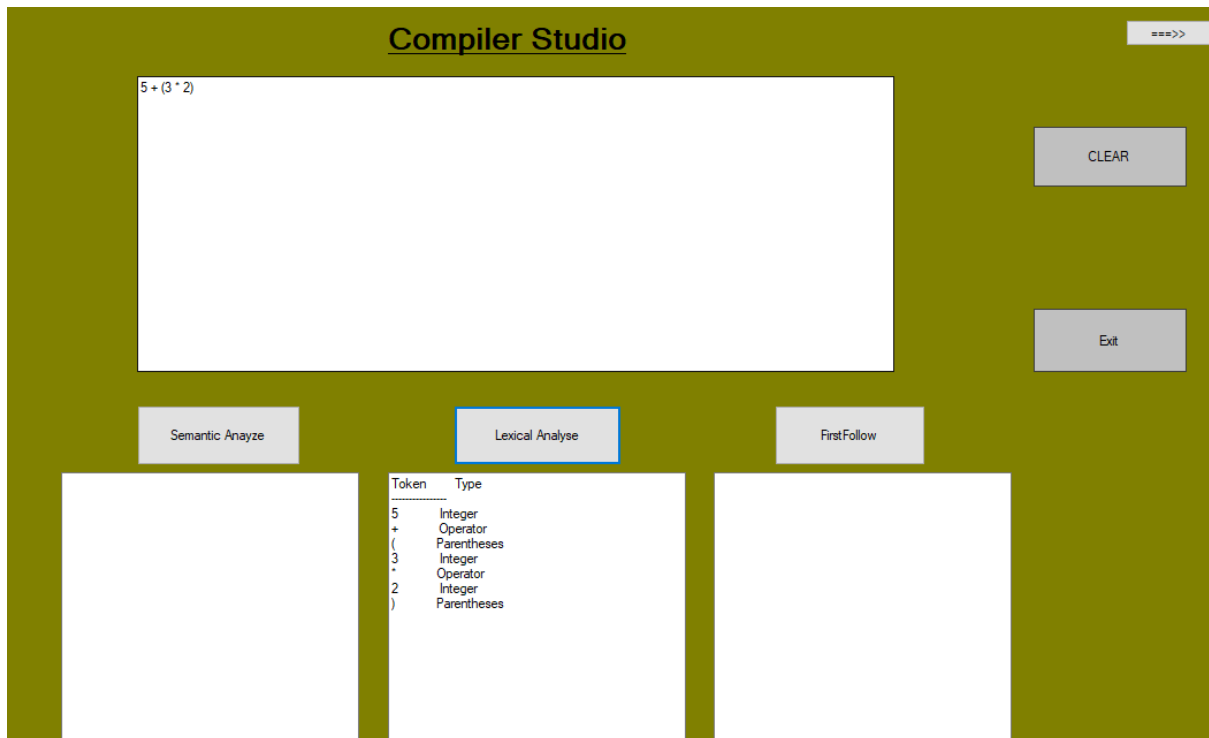 Compiler Studio
===>>
5 + (3 * 2)
CLEAR
Exit
Semantic Anayze
Lexical Analyse
FirstFollow
Token Type
----------------
5 Integer
+ Operator
( Parentheses
3 Integer
* Operator
2 Integer
) Parentheses